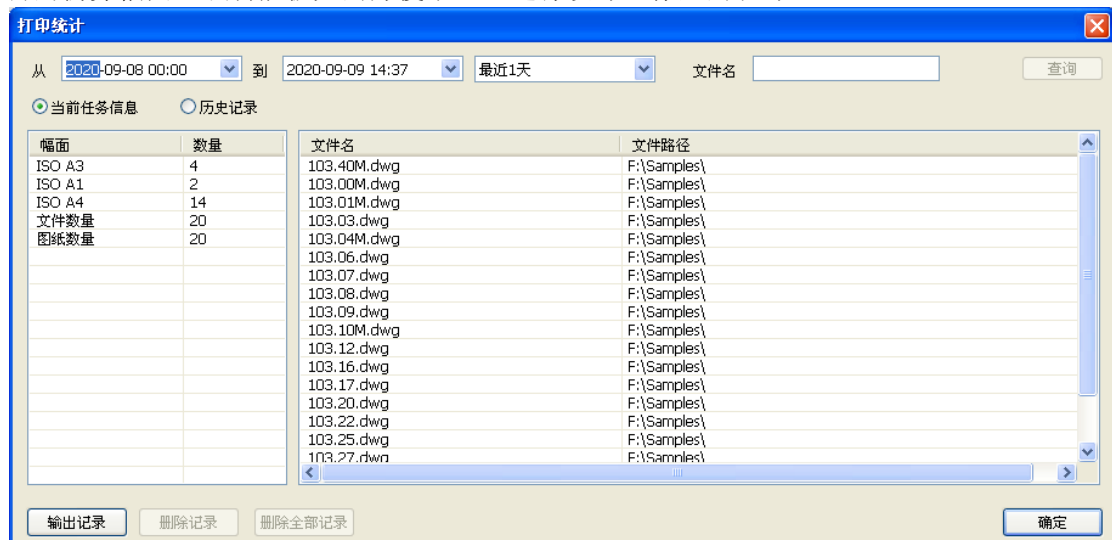 打印统计
从 2020-09-08 00:00 到 2020-09-09 14:37 最近1天 文件名 查询
当前任务信息 历史记录
幅面 数量 文件名 文件路径
ISO A3 4 103.40M.dwg F:\Samples\
ISO A1 2 103.00M.dwg F:\Samples\
ISO A4 14 103.01M.dwg F:\Samples\
文件数量 20 103.03.dwg F:\Samples\
图纸数量 20 103.04M.dwg F:\Samples\
103.06.dwg F:\Samples\
103.07.dwg F:\Samples\
103.08.dwg F:\Samples\
103.09.dwg F:\Samples\
103.10M.dwg F:\Samples\
103.12.dwg F:\Samples\
103.16.dwg F:\Samples\
103.17.dwg F:\Samples\
103.20.dwg F:\Samples\
103.22.dwg F:\Samples\
103.25.dwg F:\Samples\
103.27.dwg F:\Samples\
输出记录 删除记录 删除全部记录 确定